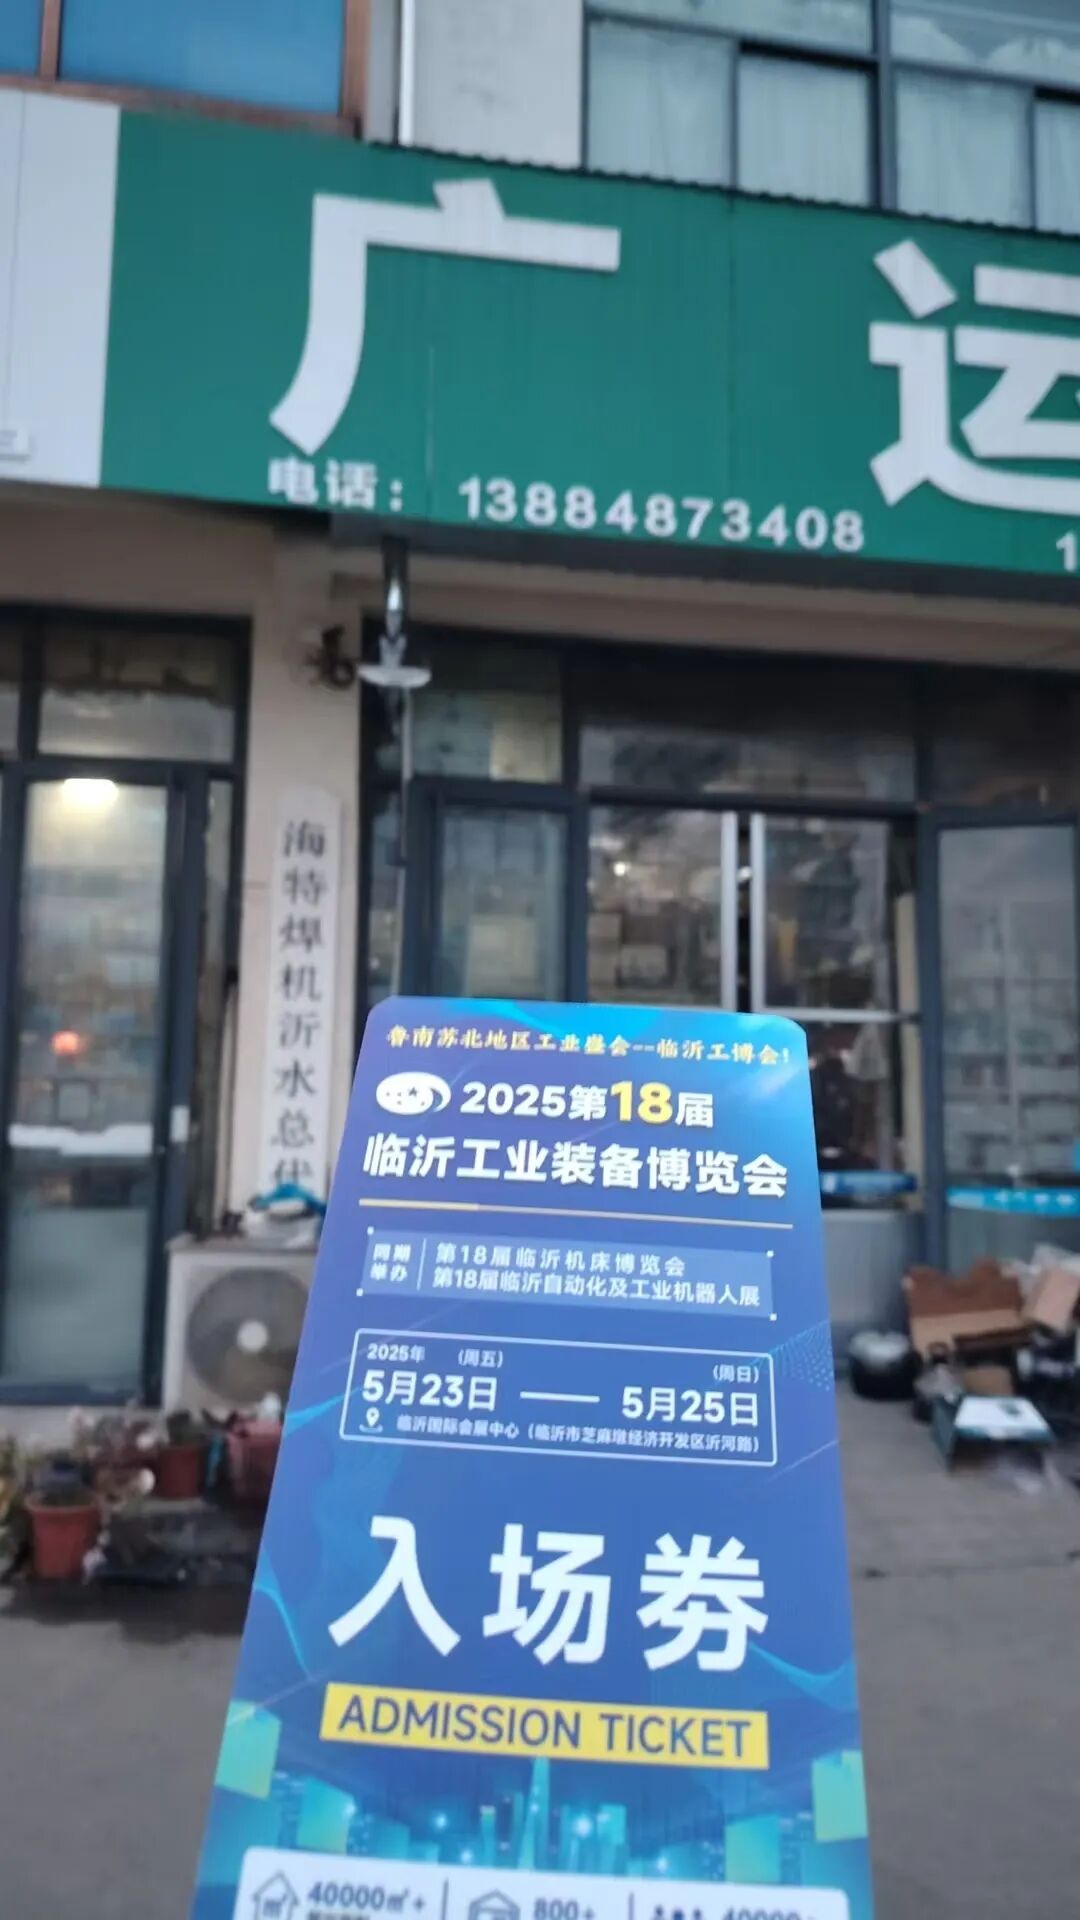 广运
电话：13884873408
1
海特焊机沂水总代
鲁南苏北地区工业盛会--临沂工博会!
2025第18届
临沂工业装备博览会
同期举办
第18届临沂机床博览会
第18届临沂自动化及工业机器人展
2025年 (周五) (周日)
5月23日 —— 5月25日
临沂国际会展中心（临沂市芝麻墩经济开发区沂河路）
入场券
ADMISSION TICKET
40000㎡+ 800+ 40000+